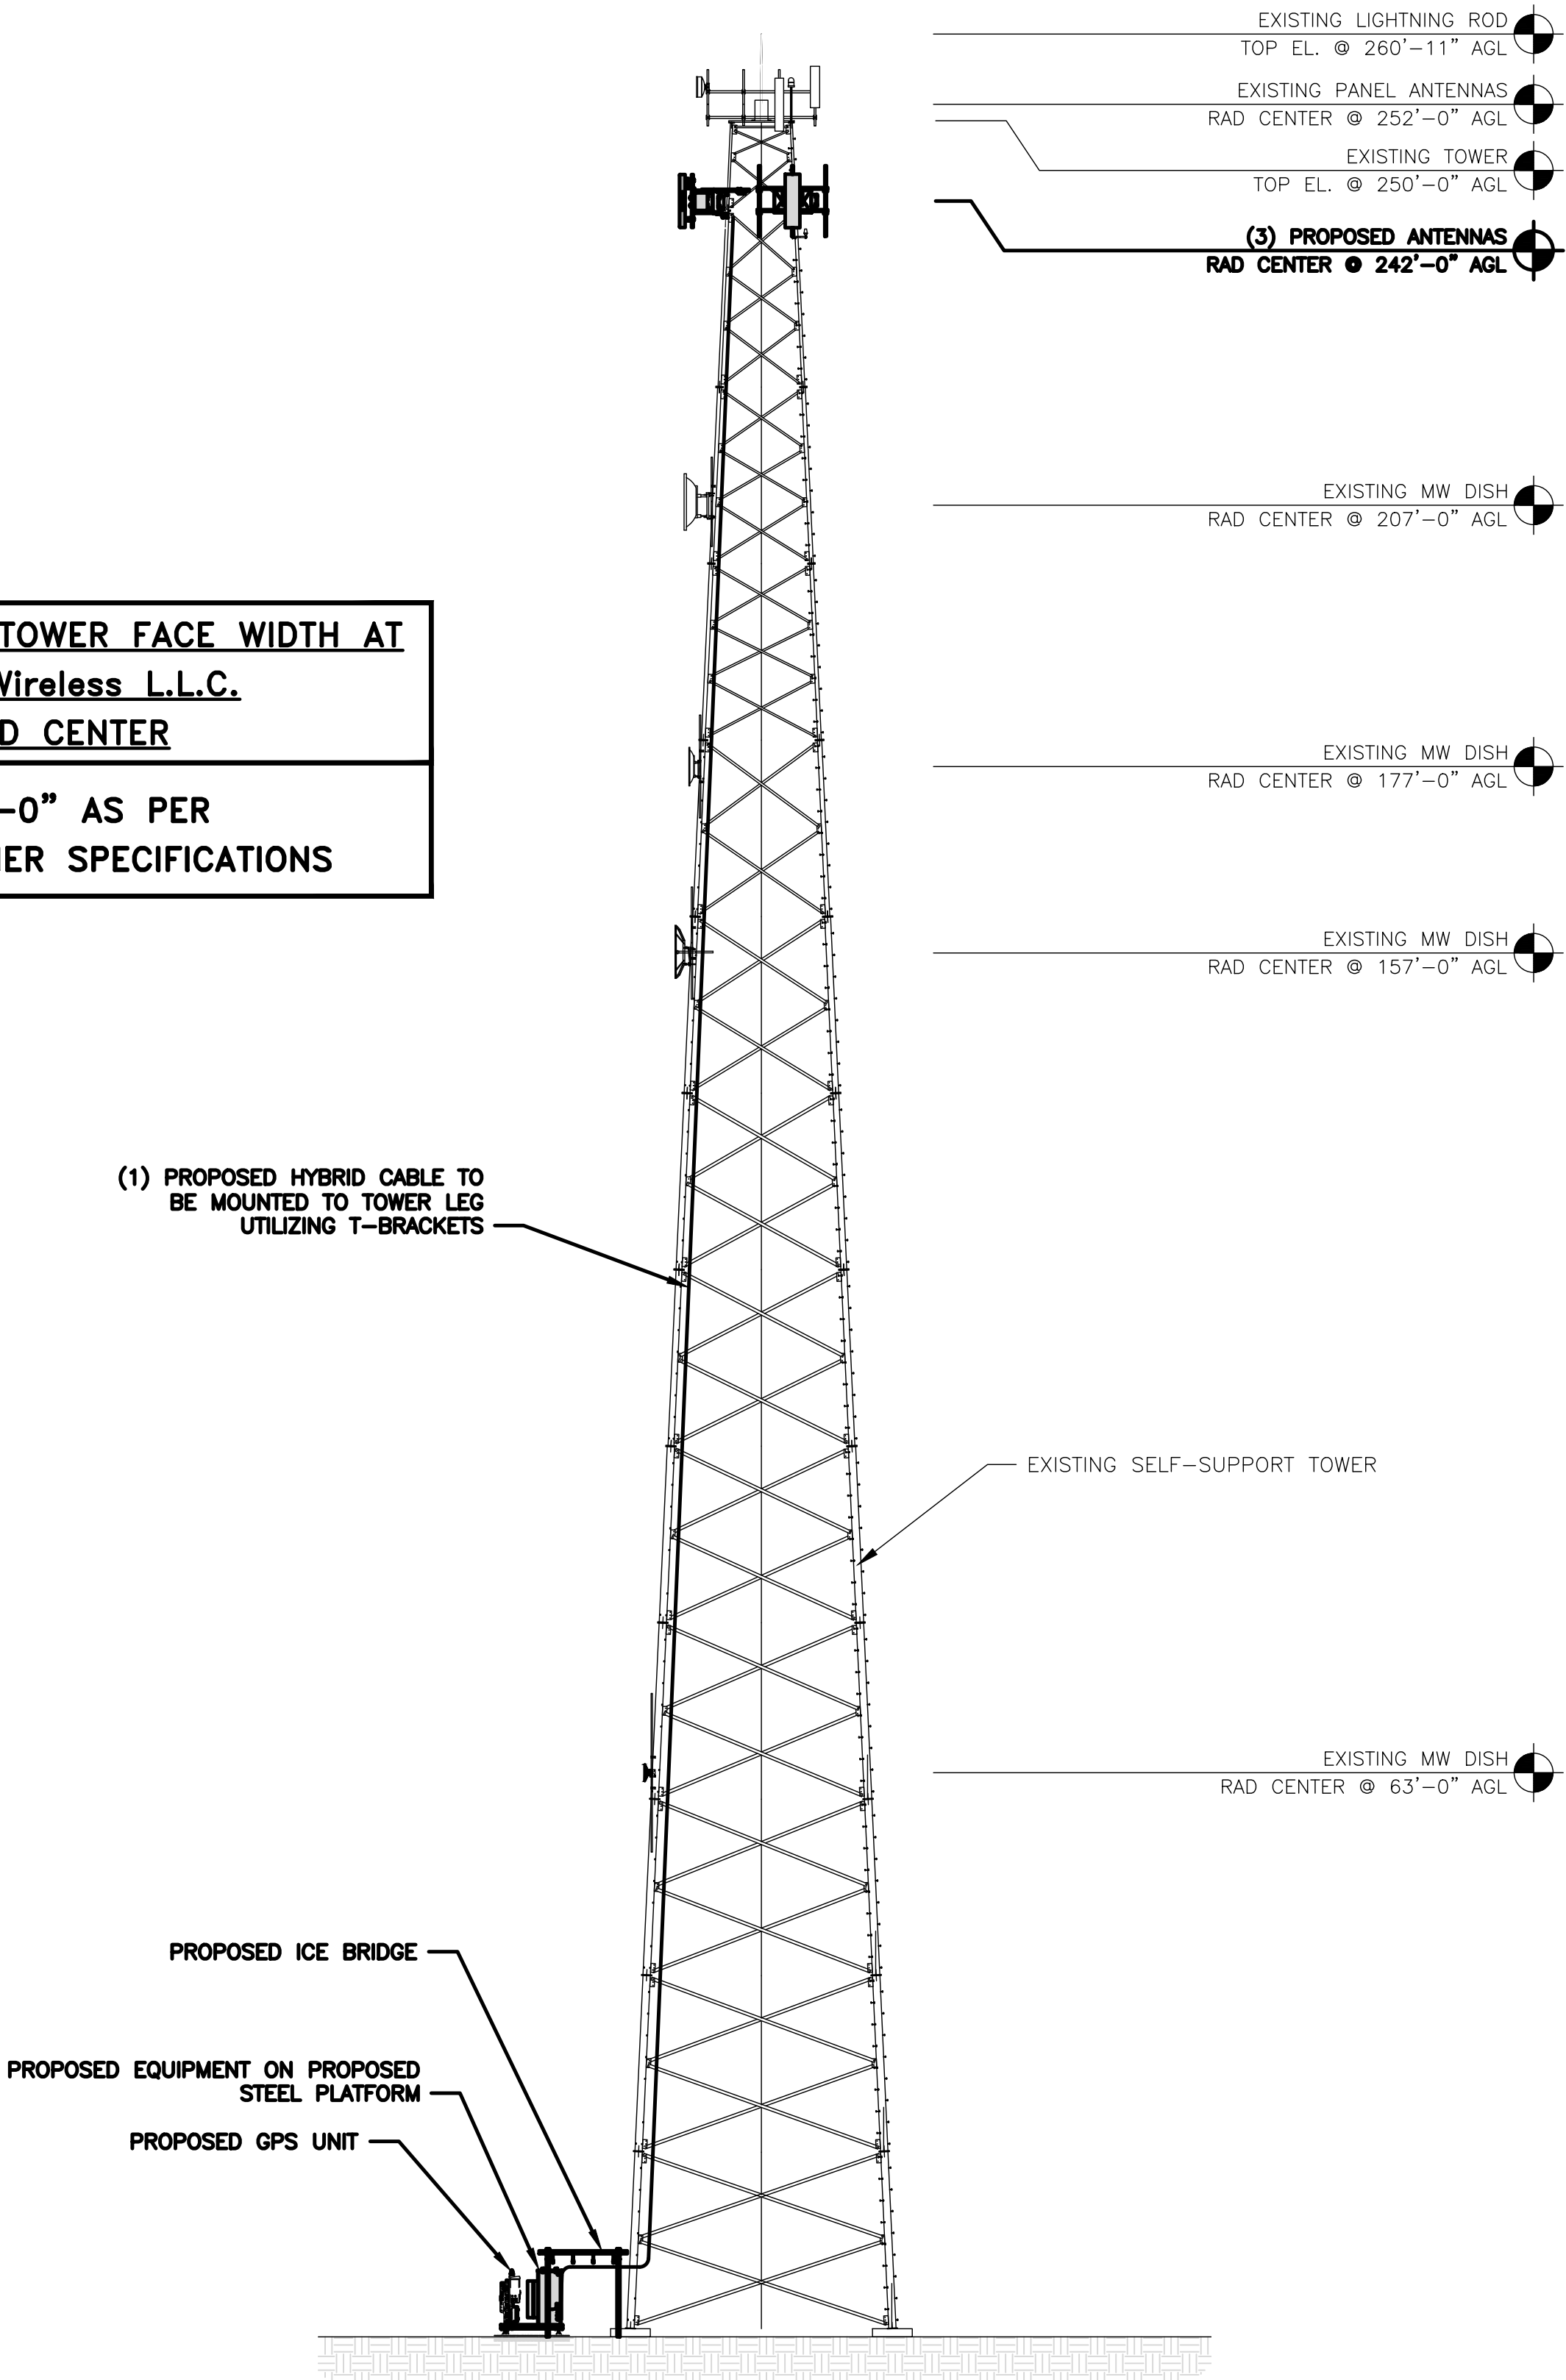 EXISTING LIGHTNING ROD
TOP EL. @ 260'-11" AGL
EXISTING PANEL ANTENNAS
RAD CENTER @ 252'-0" AGL
EXISTING TOWER
TOP EL. @ 250'-0" AGL
(3) PROPOSED ANTENNAS
RAD CENTER @ 242'-0" AGL
EXISTING MW DISH
RAD CENTER @ 207'-0" AGL
TOWER FACE WIDTH AT
Wireless L.L.C.
D CENTER
-0" AS PER
ER SPECIFICATIONS
EXISTING MW DISH
RAD CENTER @ 177'-0" AGL
EXISTING MW DISH
RAD CENTER @ 157'-0" AGL
(1) PROPOSED HYBRID CABLE TO
BE MOUNTED TO TOWER LEG
UTILIZING T-BRACKETS
EXISTING SELF-SUPPORT TOWER
EXISTING MW DISH
RAD CENTER @ 63'-0" AGL
PROPOSED ICE BRIDGE
PROPOSED EQUIPMENT ON PROPOSED
STEEL PLATFORM
PROPOSED GPS UNIT